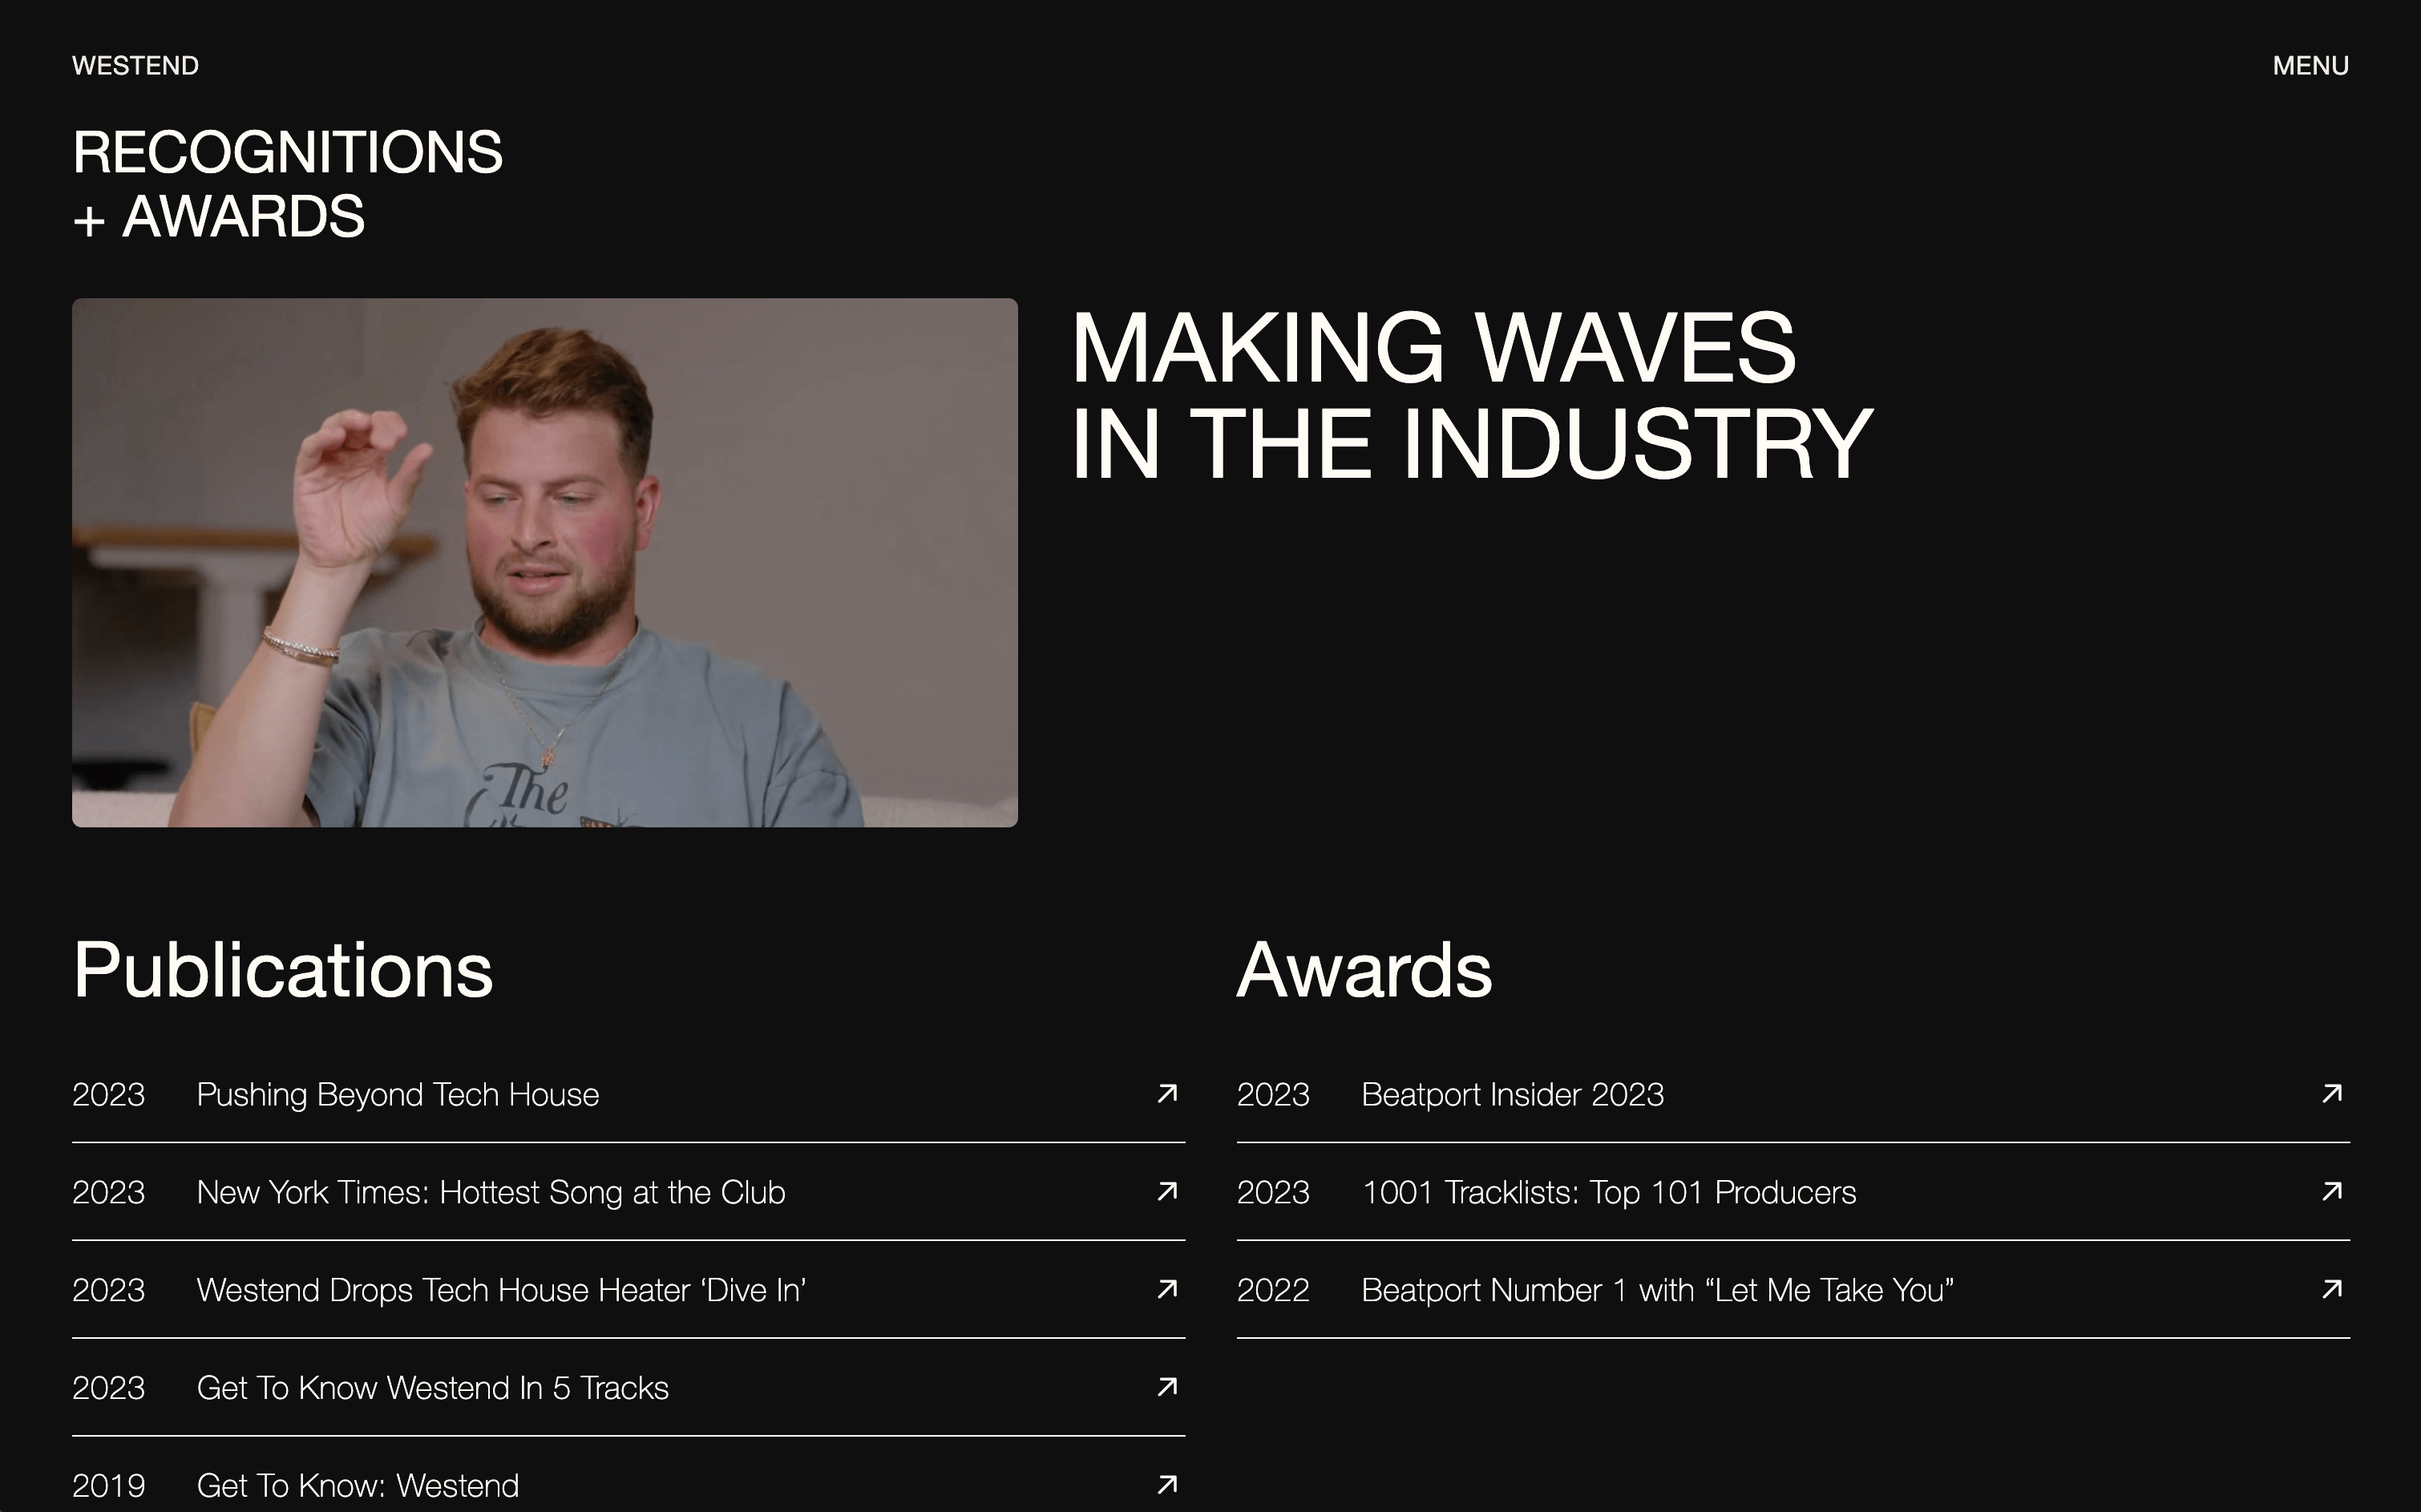 WESTEND
MENU
RECOGNITIONS
+ AWARDS
The
MAKING WAVES
IN THE INDUSTRY
Publications
2023 Pushing Beyond Tech House
2023 New York Times: Hottest Song at the Club
2023 Westend Drops Tech House Heater ‘Dive In’
2023 Get To Know Westend In 5 Tracks
2019 Get To Know: Westend
Awards
2023 Beatport Insider 2023
2023 1001 Tracklists: Top 101 Producers
2022 Beatport Number 1 with “Let Me Take You”